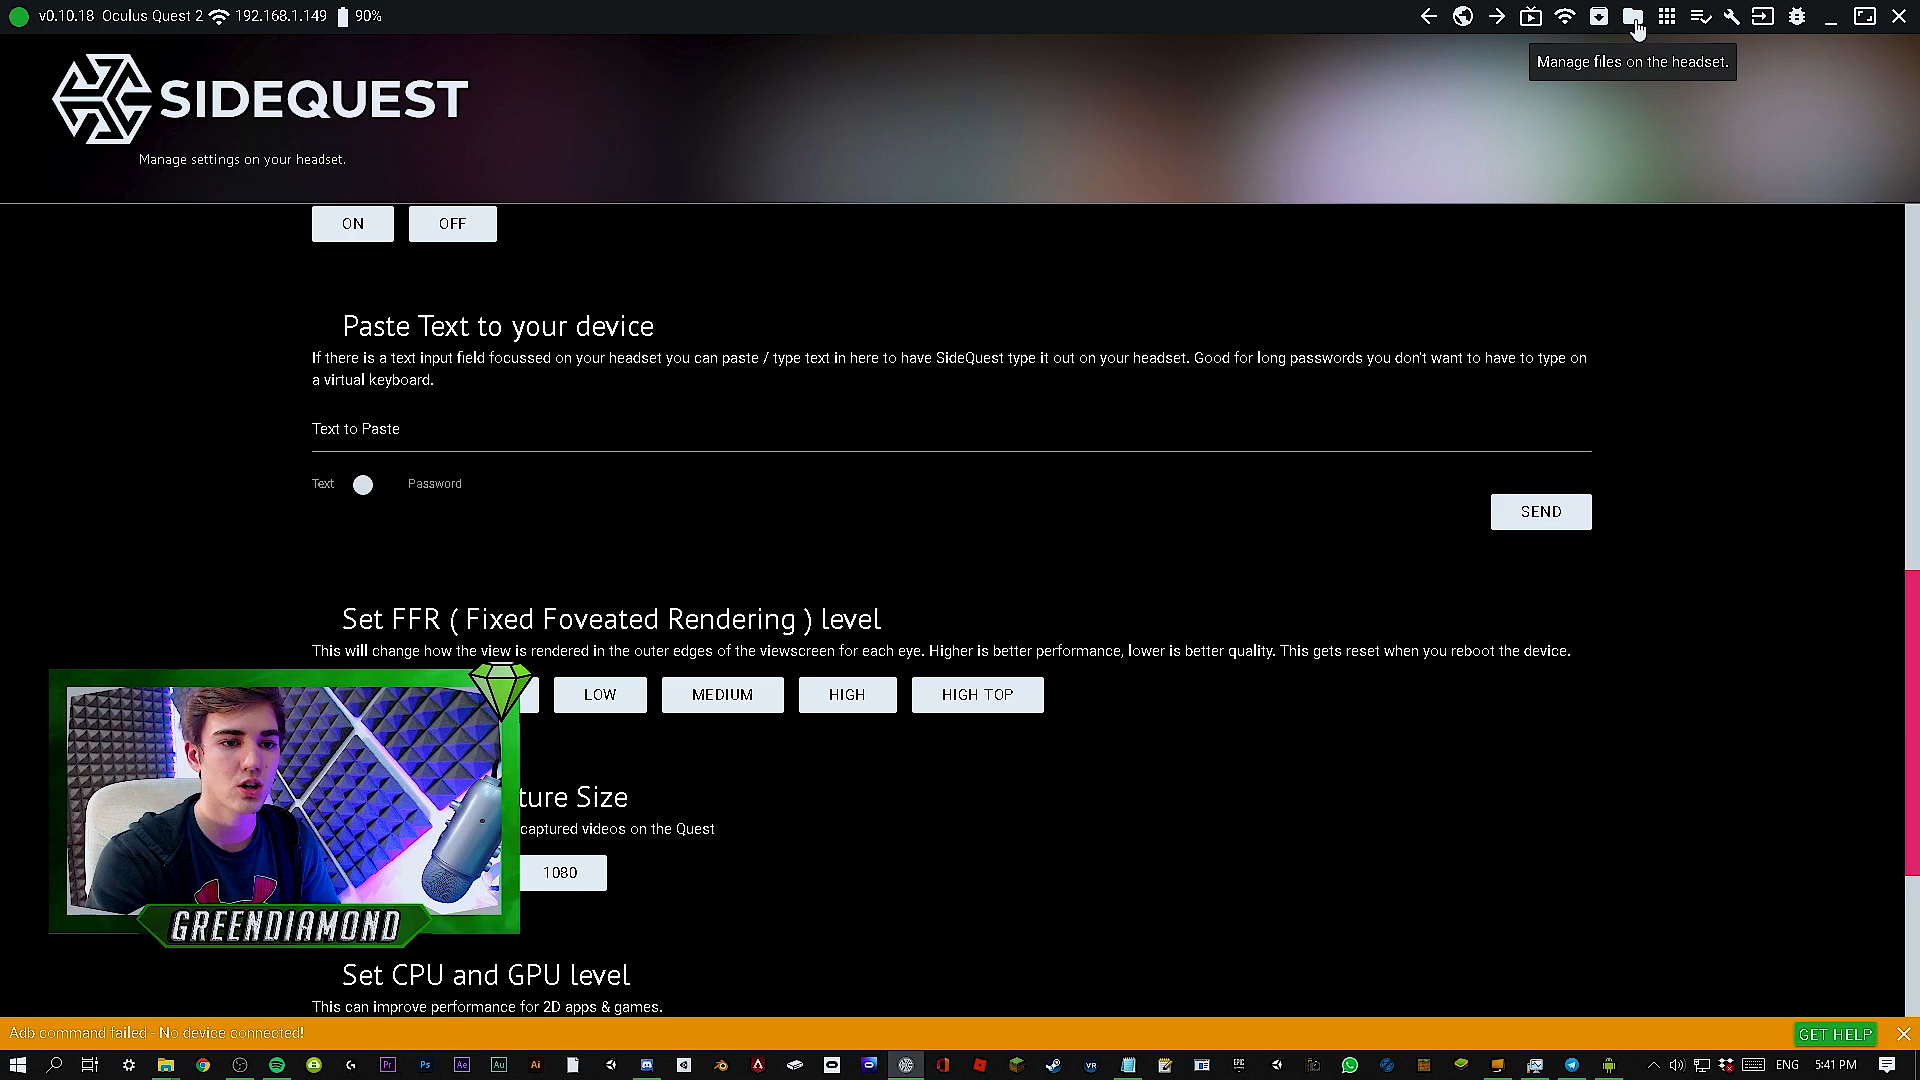 v0.10.18 Oculus Quest 2 192.168.1.149 90%
Manage files on the headset.
SIDEQUEST
Manage settings on your headset.
ON OFF
Paste Text to your device
If there is a text input field focussed on your headset you can paste / type text in here to have SideQuest type it out on your headset. Good for long passwords you don't want to have to type on
a virtual keyboard.
Text to Paste
Text Password
SEND
Set FFR ( Fixed Foveated Rendering ) level
This will change how the view is rendered in the outer edges of the viewscreen for each eye. Higher is better performance, lower is better quality. This gets reset when you reboot the device.
LOW MEDIUM HIGH HIGH TOP
ture Size
captured videos on the Quest
1080
GREENDIAMOND
Set CPU and GPU level
This can improve performance for 2D apps & games.
Adb command failed - No device connected!
GET HELP
Pr Ps Ae Au Ai VR EPIC
ENG 5:41 PM